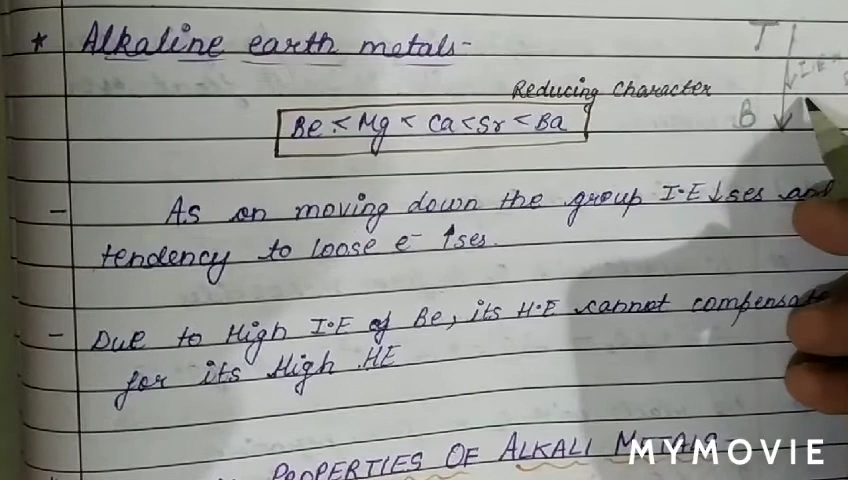 * Alkaline earth metals-
T
Reducing Character
B
Be < Mg < Ca < Sr < Ba
- As on moving down the group I.E ↓ses and
tendency to loose e⁻ ↑ses.
- Due to High I.E of Be, its H.E cannot compensate
for its High HE
PROPERTIES OF ALKALI METALS-
MYMOVIE